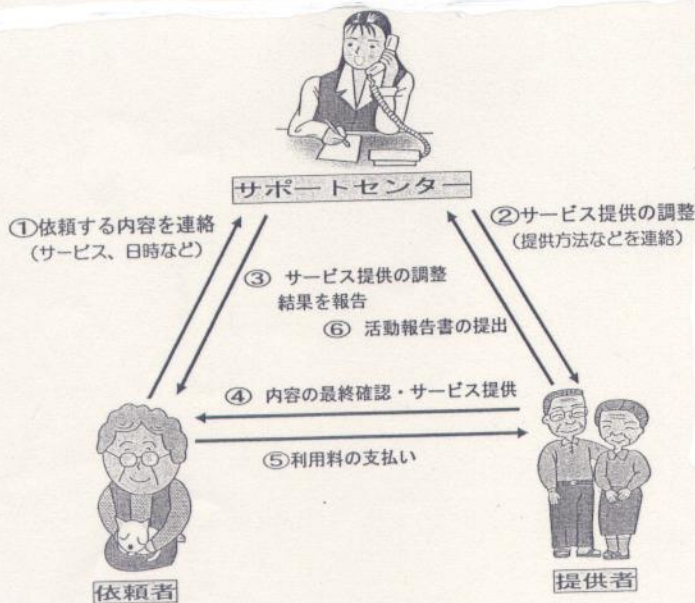 サポートセンター
①依頼する内容を連絡
(サービス、日時など)
②サービス提供の調整
(提供方法などを連絡)
③ サービス提供の調整
結果を報告
⑥ 活動報告書の提出
④ 内容の最終確認・サービス提供
⑤利用料の支払い
依頼者
提供者